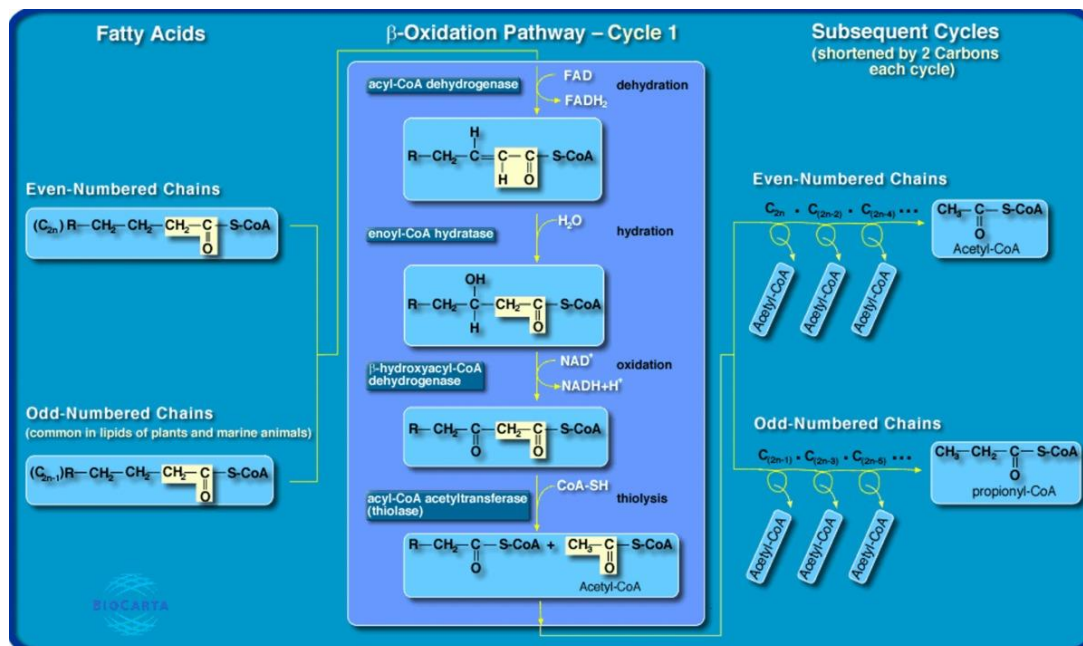 Fatty Acids
Even-Numbered Chains
(C₂ₙ) R—CH₂—CH₂—CH₂—C—S-CoA
O
Odd-Numbered Chains
(common in lipids of plants and marine animals)
(C₂ₙ₋₁)R—CH₂—CH₂—CH₂—C—S-CoA
O
BIOCARTA
β-Oxidation Pathway – Cycle 1
acyl-CoA dehydrogenase
FAD
FADH₂
dehydration
H
R—CH₂—C=C—C—S-CoA
H O
enoyl-CoA hydratase
H₂O
hydration
OH
R—CH₂—C—CH₂—C—S-CoA
H O
β-hydroxyacyl-CoA
dehydrogenase
NAD⁺
NADH+H⁺
oxidation
R—CH₂—C—CH₂—C—S-CoA
O O
acyl-CoA acetyltransferase
(thiolase)
CoA-SH
thiolysis
R—CH₂—C—S-CoA + CH₃—C—S-CoA
O O
Acetyl-CoA
Subsequent Cycles
(shortened by 2 Carbons
each cycle)
Even-Numbered Chains
C₂ₙ • C₍₂ₙ₋₂₎ • C₍₂ₙ₋₄₎ •••
Acetyl-CoA
Acetyl-CoA
Acetyl-CoA
CH₃—C—S-CoA
O
Acetyl-CoA
Odd-Numbered Chains
C₍₂ₙ₋₁₎ • C₍₂ₙ₋₃₎ • C₍₂ₙ₋₅₎ •••
Acetyl-CoA
Acetyl-CoA
Acetyl-CoA
CH₃—CH₂—C—S-CoA
O
propionyl-CoA